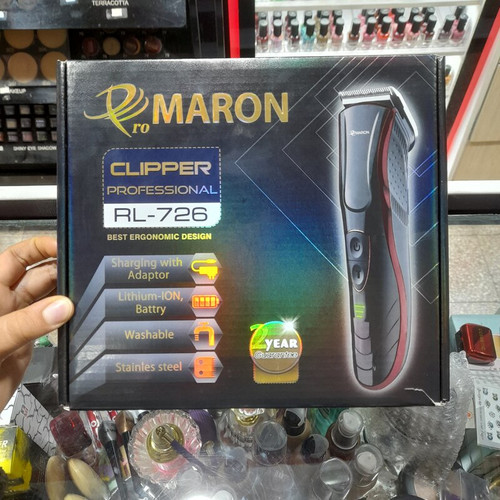 TERRACOTTA
Pro MARON
CLIPPER
PROFESSIONAL
RL-726
BEST ERGONOMIC DESIGN
Sharging with
Adaptor
Lithium-ION,
Battry
Washable
Stainles steel
2 YEAR
Guarantee
MARON